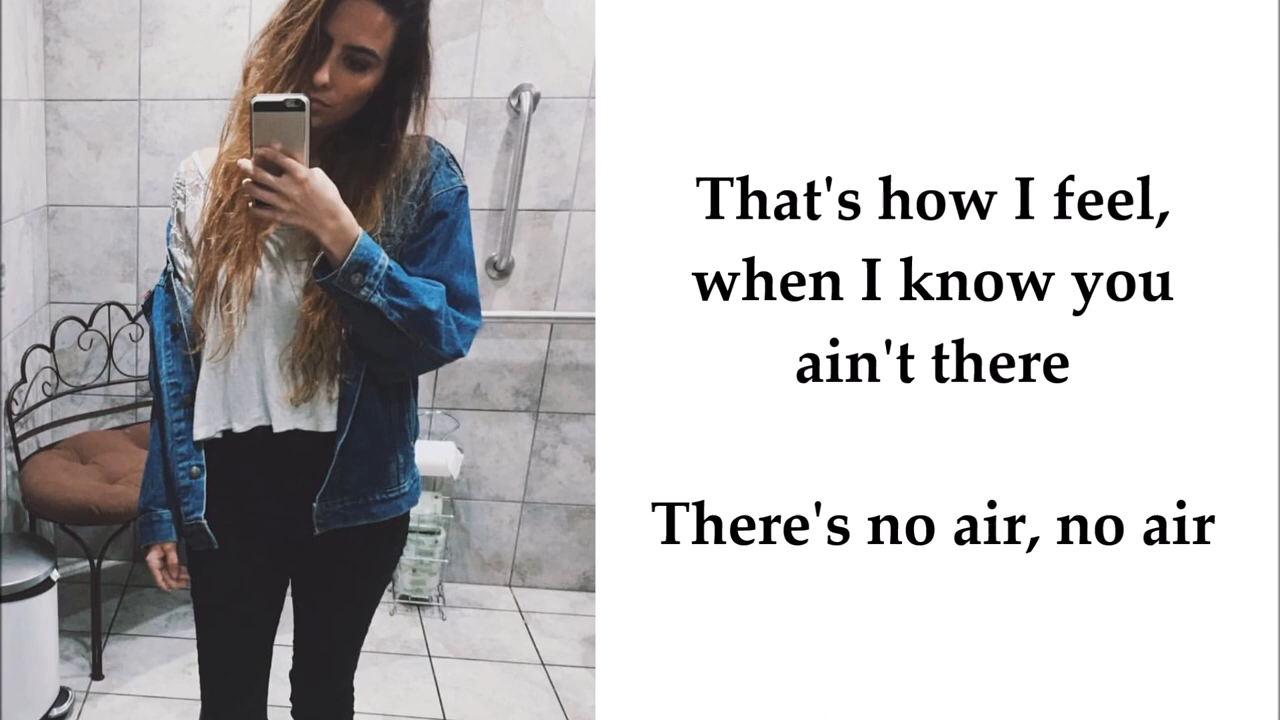 That's how I feel,
when I know you
ain't there
There's no air, no air